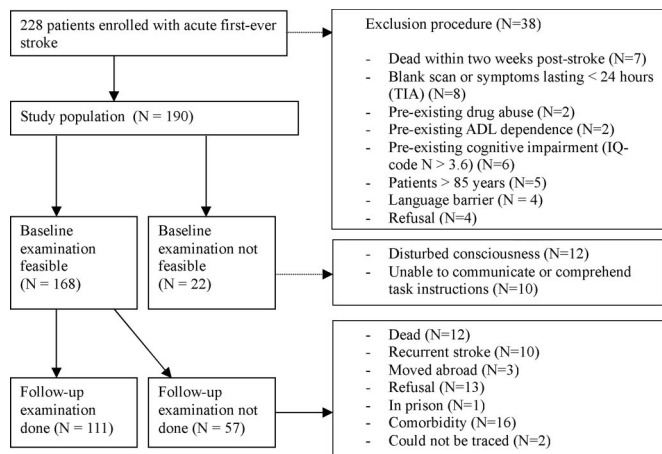 228 patients enrolled with acute first-ever
stroke
Exclusion procedure (N=38)
- Dead within two weeks post-stroke (N=7)
- Blank scan or symptoms lasting < 24 hours
(TIA) (N=8)
- Pre-existing drug abuse (N=2)
- Pre-existing ADL dependence (N=2)
- Pre-existing cognitive impairment (IQ-
code N > 3.6) (N=6)
- Patients > 85 years (N=5)
- Language barrier (N = 4)
- Refusal (N=4)
Study population (N = 190)
Baseline
examination
feasible
(N = 168)
Baseline
examination not
feasible
(N = 22)
- Disturbed consciousness (N=12)
- Unable to communicate or comprehend
task instructions (N=10)
Follow-up
examination
done (N = 111)
Follow-up
examination not
done (N = 57)
- Dead (N=12)
- Recurrent stroke (N=10)
- Moved abroad (N=3)
- Refusal (N=13)
- In prison (N=1)
- Comorbidity (N=16)
- Could not be traced (N=2)